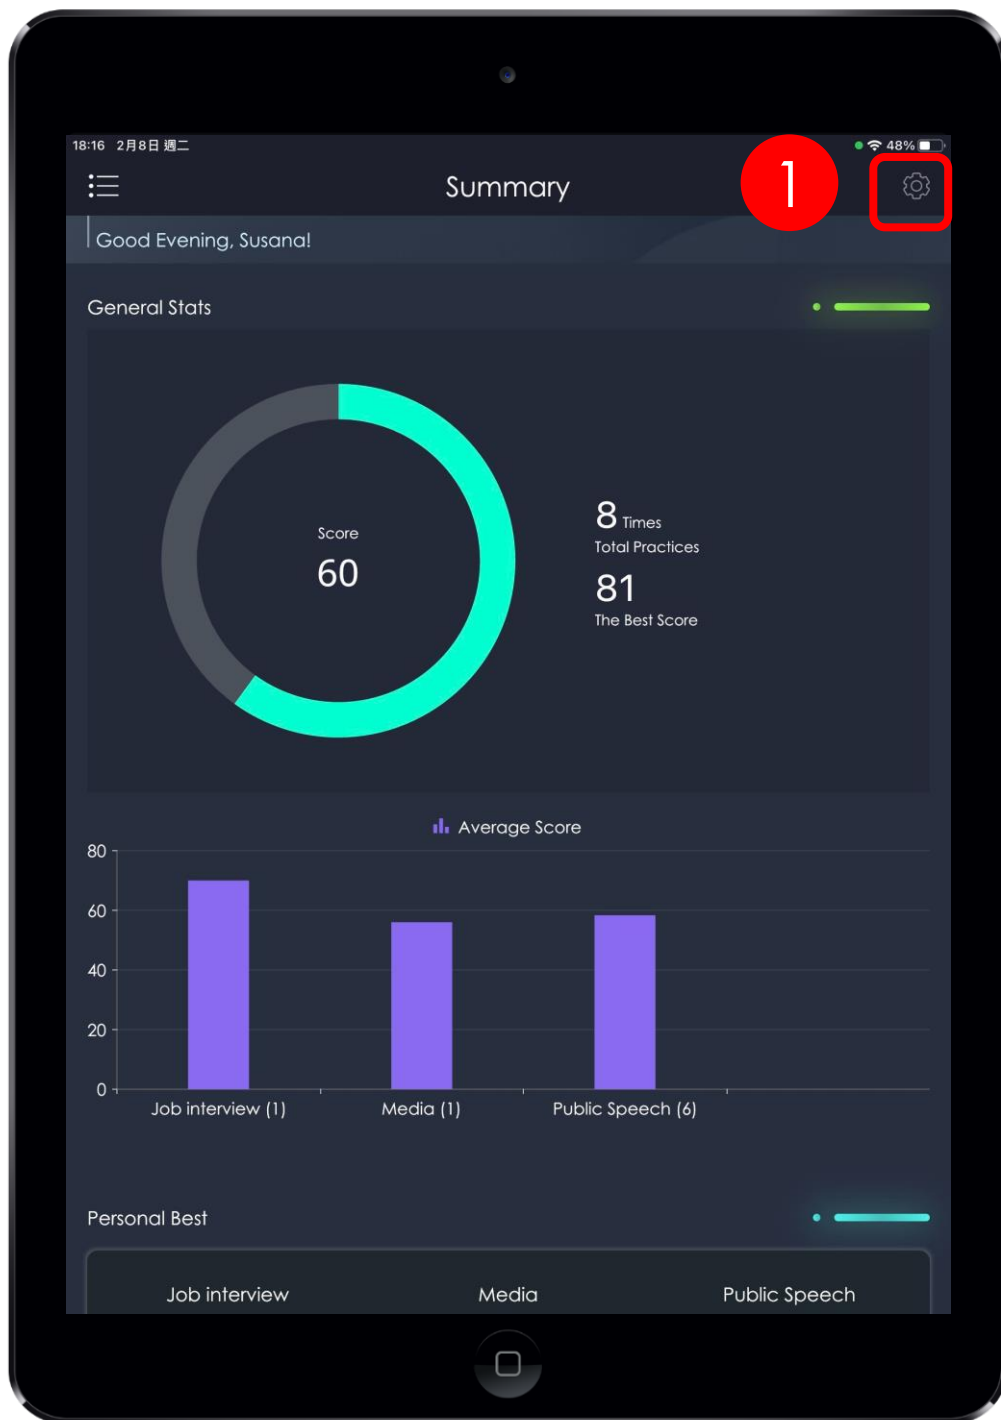 18:16 2月8日 週二
48%
Summary
1
Good Evening, Susana!
General Stats
Score
60
8 Times
Total Practices
81
The Best Score
Average Score
80
60
40
20
0
Job interview (1) Media (1) Public Speech (6)
Personal Best
Job interview Media Public Speech